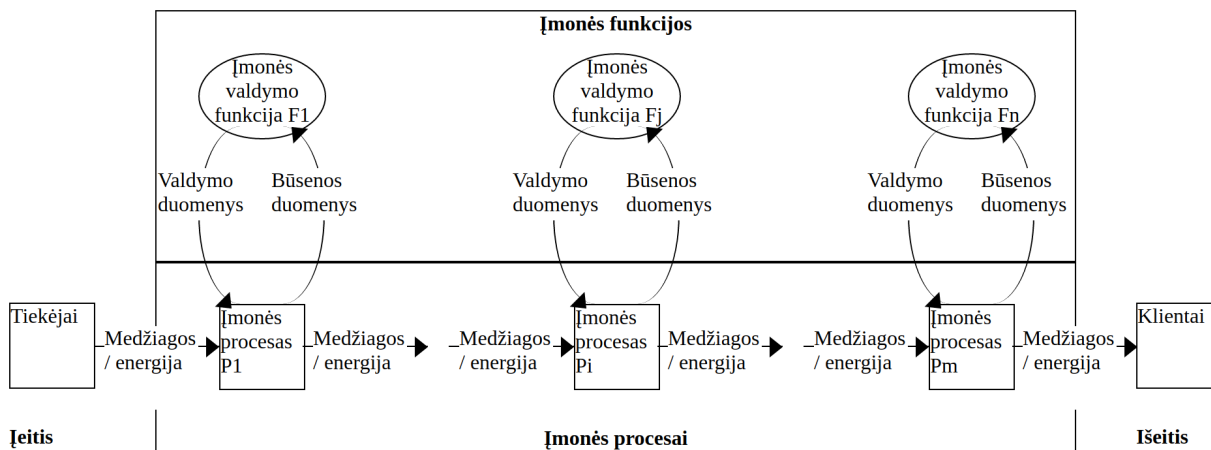 Įmonės funkcijos
Įmonės
valdymo
funkcija F1
Įmonės
valdymo
funkcija Fj
Įmonės
valdymo
funkcija Fn
Valdymo
duomenys
Būsenos
duomenys
Valdymo
duomenys
Būsenos
duomenys
Valdymo
duomenys
Būsenos
duomenys
Tiekėjai
Medžiagos
/ energija
Įmonės
procesas
P1
Medžiagos
/ energija
Medžiagos
/ energija
Įmonės
procesas
Pi
Medžiagos
/ energija
Medžiagos
/ energija
Įmonės
procesas
Pm
Medžiagos
/ energija
Klientai
Įeitis
Įmonės procesai
Išeitis